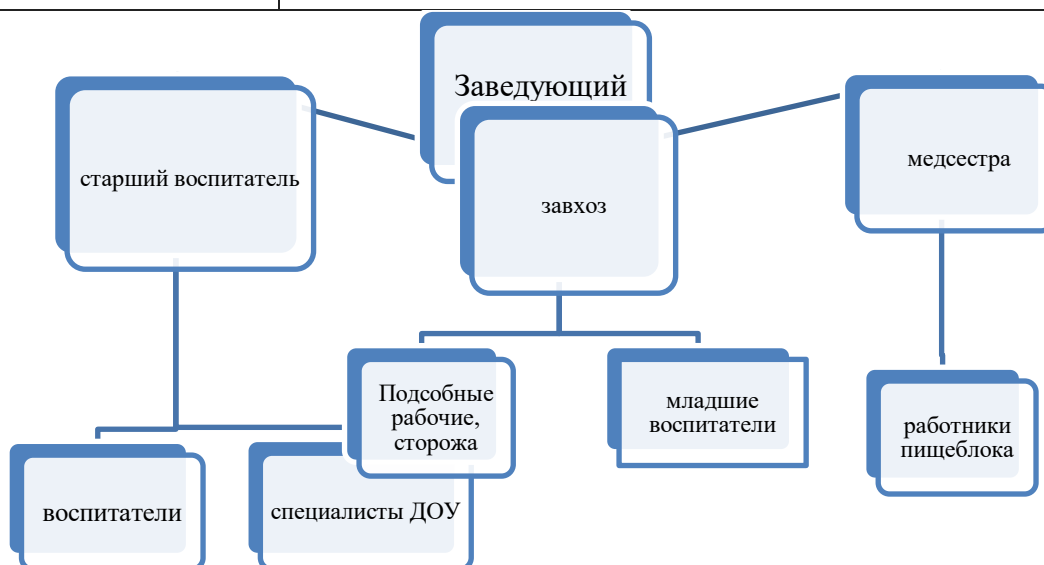 Заведующий
старший воспитатель
завхоз
медсестра
Подсобные
рабочие,
сторожа
младшие
воспитатели
работники
пищеблока
воспитатели
специалисты ДОУ